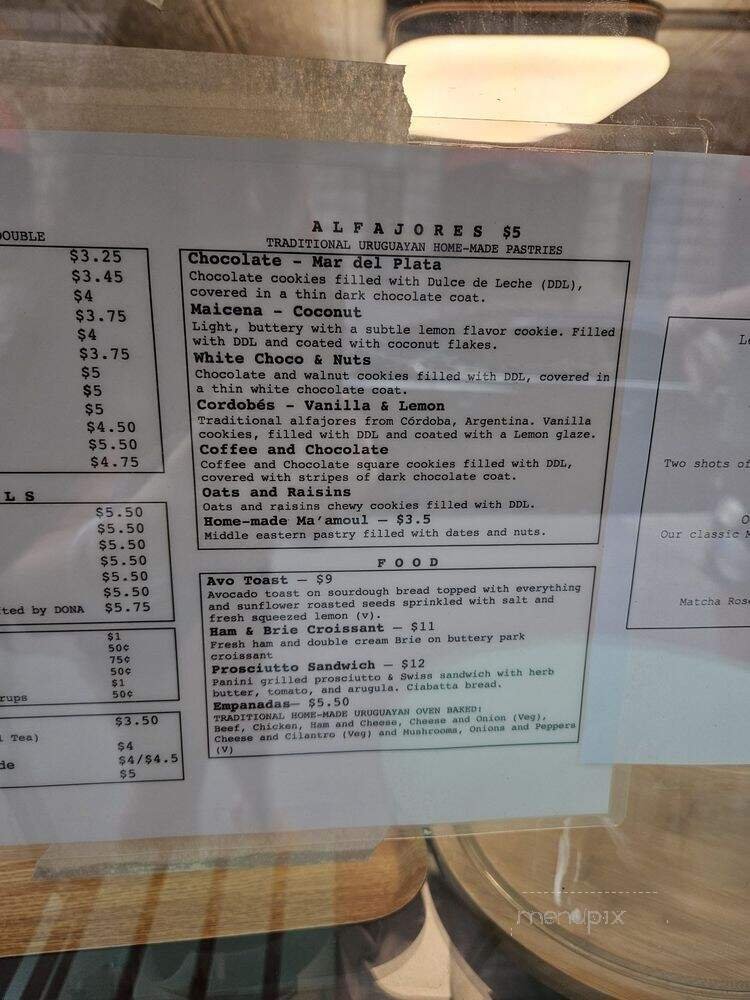 OUBLE
$3.25
$3.45
$4
$3.75
$4
$3.75
$5
$5
$5
$4.50
$5.50
$4.75
L S
$5.50
$5.50
$5.50
$5.50
$5.50
$5.50
ted by DONA $5.75
$1
50¢
75¢
50¢
$1
rups 50¢
$3.50
l Tea)
$4
de $4/$4.5
$5
A L F A J O R E S $5
TRADITIONAL URUGUAYAN HOME-MADE PASTRIES
Chocolate - Mar del Plata
Chocolate cookies filled with Dulce de Leche (DDL),
covered in a thin dark chocolate coat.
Maicena - Coconut
Light, buttery with a subtle lemon flavor cookie. Filled
with DDL and coated with coconut flakes.
White Choco & Nuts
Chocolate and walnut cookies filled with DDL, covered in
a thin white chocolate coat.
Cordobés - Vanilla & Lemon
Traditional alfajores from Córdoba, Argentina. Vanilla
cookies, filled with DDL and coated with a Lemon glaze.
Coffee and Chocolate
Coffee and Chocolate square cookies filled with DDL,
covered with stripes of dark chocolate coat.
Oats and Raisins
Oats and raisins chewy cookies filled with DDL.
Home-made Ma'amoul - $3.5
Middle eastern pastry filled with dates and nuts.
F O O D
Avo Toast - $9
Avocado toast on sourdough bread topped with everything
and sunflower roasted seeds sprinkled with salt and
fresh squeezed lemon (V).
Ham & Brie Croissant - $11
Fresh ham and double cream Brie on buttery park
croissant
Prosciutto Sandwich - $12
Panini grilled prosciutto & Swiss sandwich with herb
butter, tomato, and arugula. Ciabatta bread.
Empanadas- $5.50
TRADITIONAL HOME-MADE URUGUAYAN OVEN BAKED:
Beef, Chicken, Ham and Cheese, Cheese and Onion (Veg),
Cheese and Cilantro (Veg) and Mushrooms, Onions and Peppers
(V)
Le
Two shots of
O
Our classic M
Matcha Rose
menupix